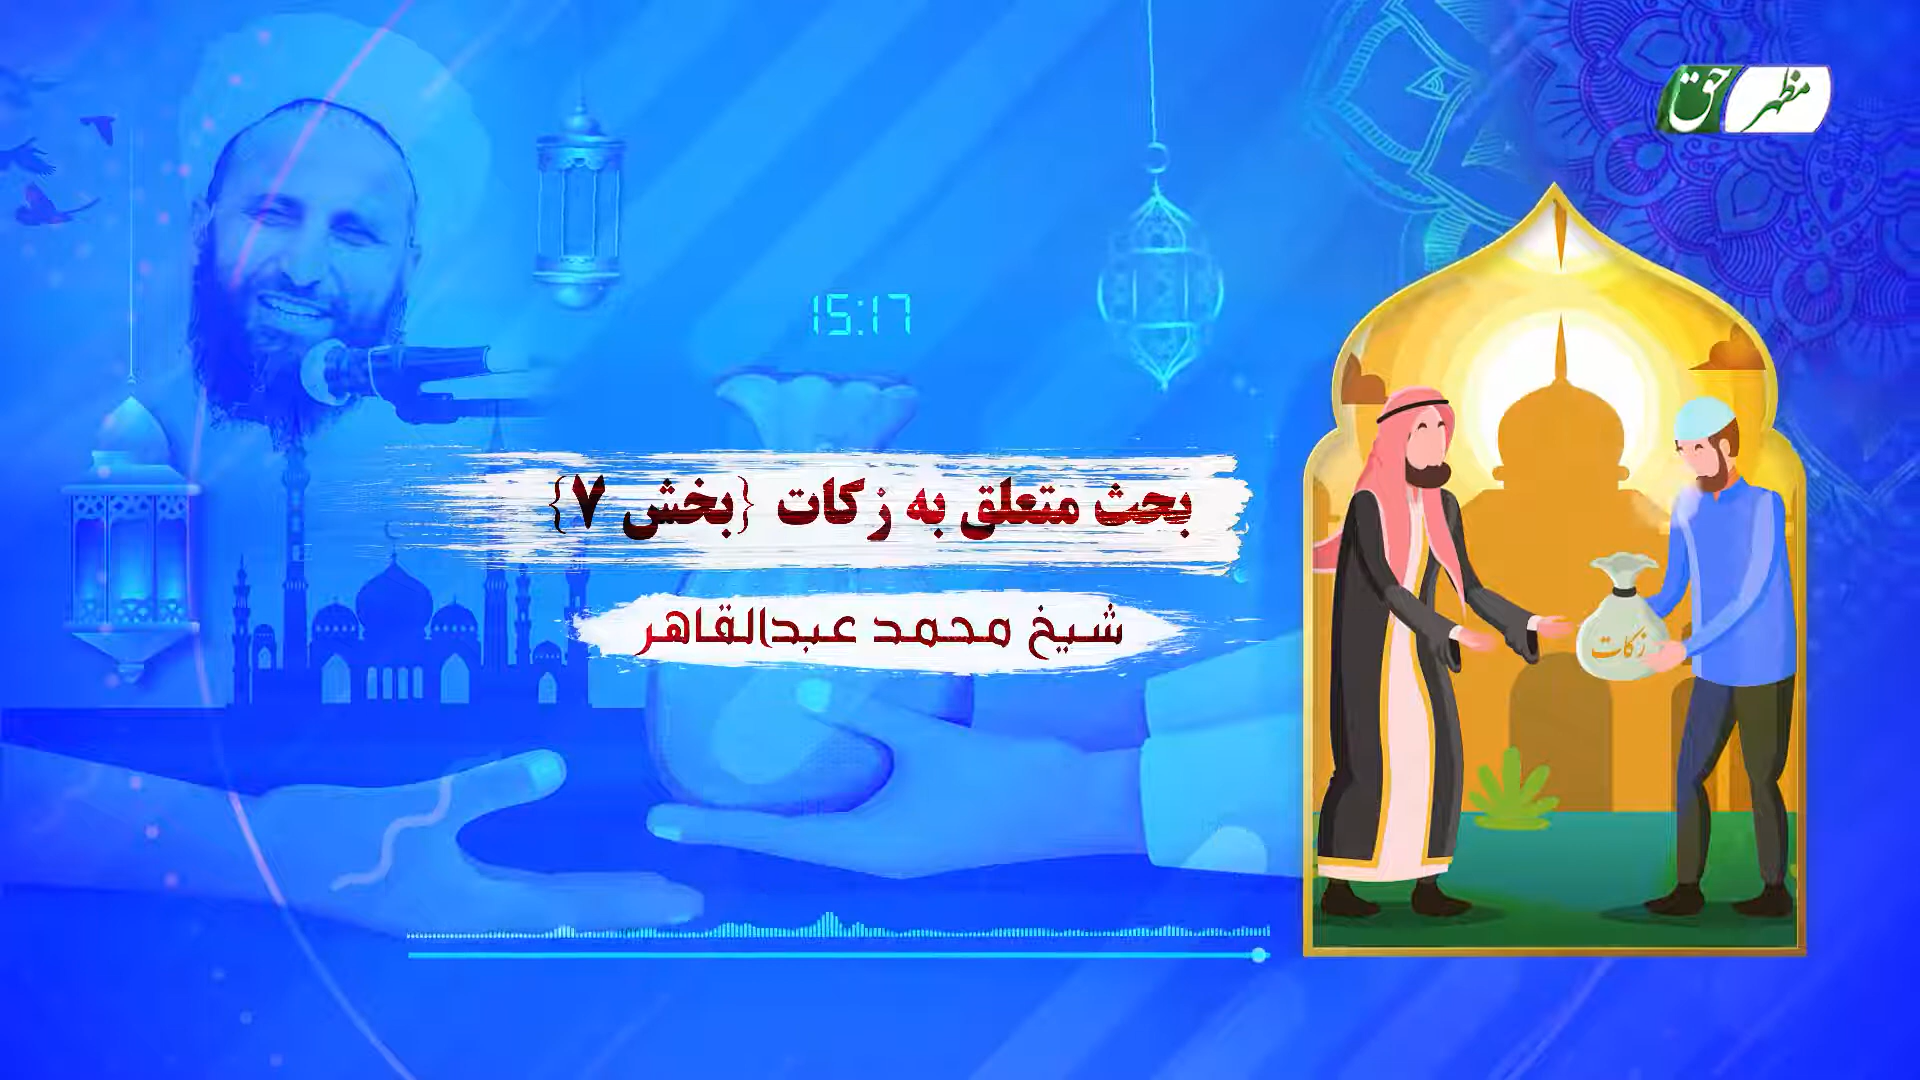 مظهر حق
15:17
بحث متعلق به زکات {بخش ۷}
شیخ محمد عبدالقاهر
زکات